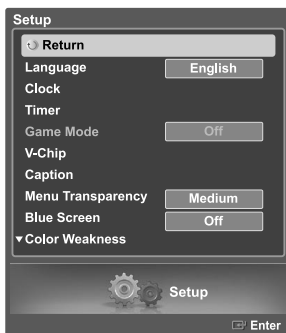 Setup
Return
Language English
Clock
Timer
Game Mode Off
V-Chip
Caption
Menu Transparency Medium
Blue Screen Off
▼Color Weakness
Setup
Enter